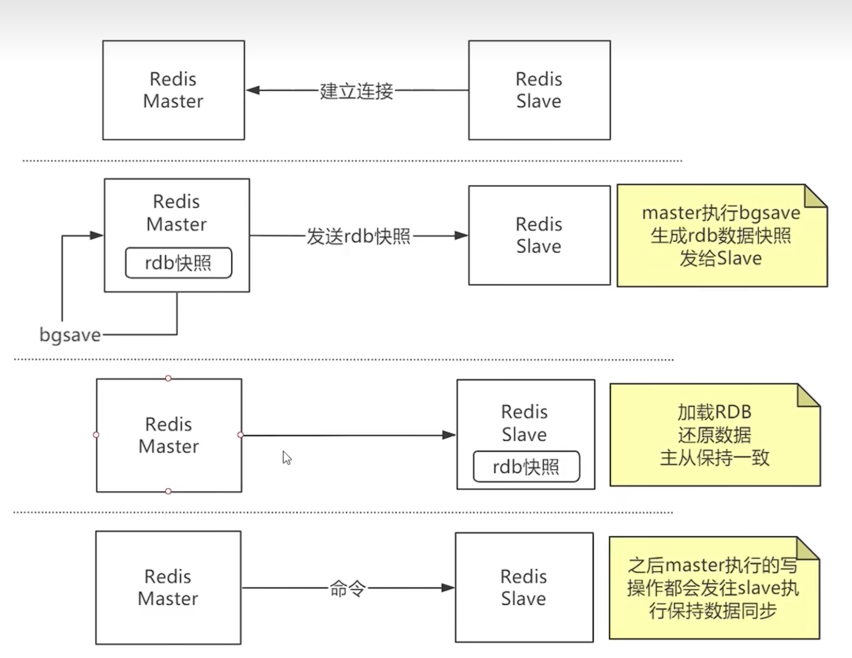 Redis
Master
建立连接
Redis
Slave
Redis
Master
rdb快照
bgsave
发送rdb快照
Redis
Slave
master执行bgsave
生成rdb数据快照
发给Slave
Redis
Master
Redis
Slave
rdb快照
加载RDB
还原数据
主从保持一致
Redis
Master
命令
Redis
Slave
之后master执行的写
操作都会发往slave执
行保持数据同步